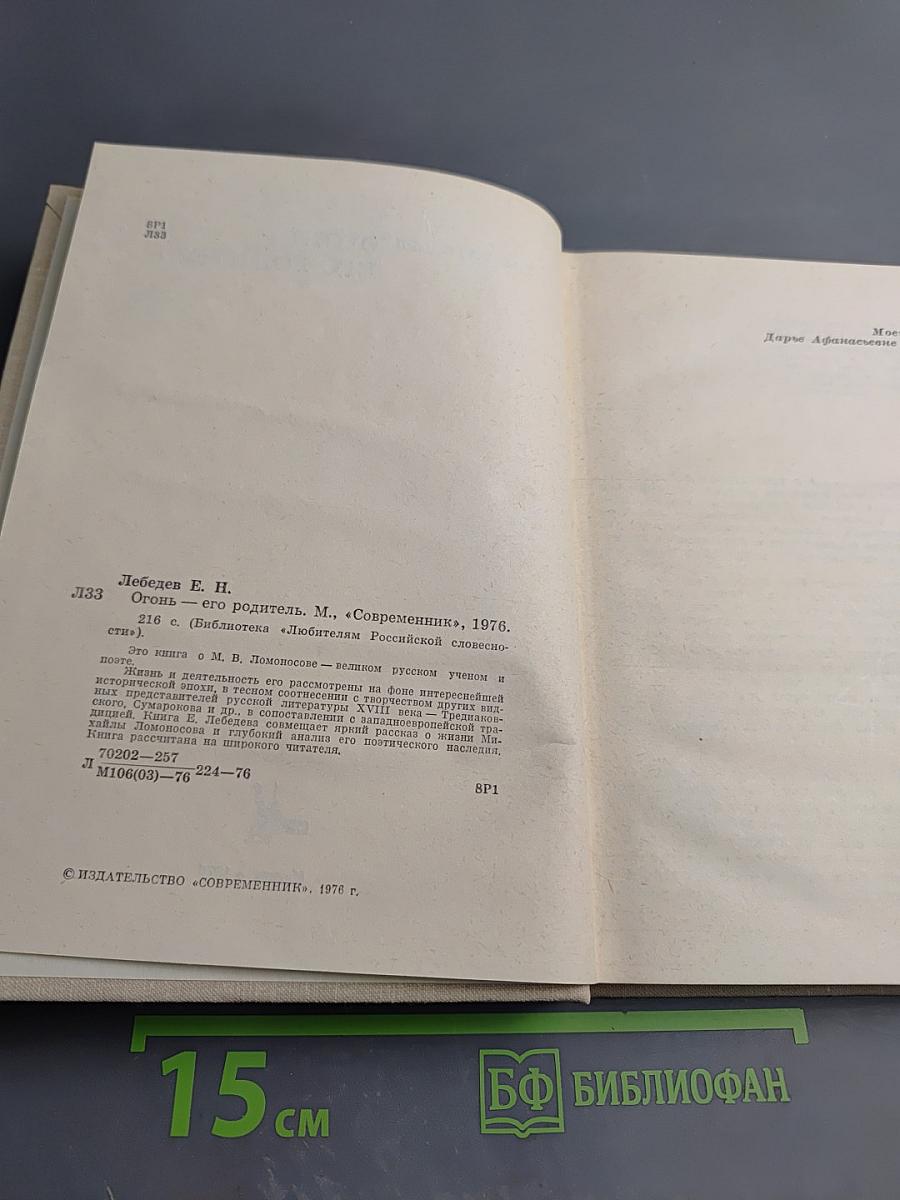 8Р1
Л33
Мое
Дарье Афанасьевне
Лебедев Е. Н.
Л33 Огонь — его родитель. М., «Современник», 1976.
216 с. (Библиотека «Любителям Российской словесно-
сти»).
Это книга о М. В. Ломоносове — великом русском ученом и
поэте.
Жизнь и деятельность его рассмотрены на фоне интереснейшей
исторической эпохи, в тесном соотнесении с творчеством других вид-
ных представителей русской литературы XVIII века — Тредиаков-
ского, Сумарокова и др., в сопоставлении с западноевропейской тра-
дицией. Книга Е. Лебедева совмещает яркий рассказ о жизни Ми-
хайлы Ломоносова и глубокий анализ его поэтического наследия.
Книга рассчитана на широкого читателя.
Л 70202—257
М106(03)—76 224—76
8Р1
© ИЗДАТЕЛЬСТВО «СОВРЕМЕННИК», 1976 г.
15 см
БФ БИБЛИОФАН